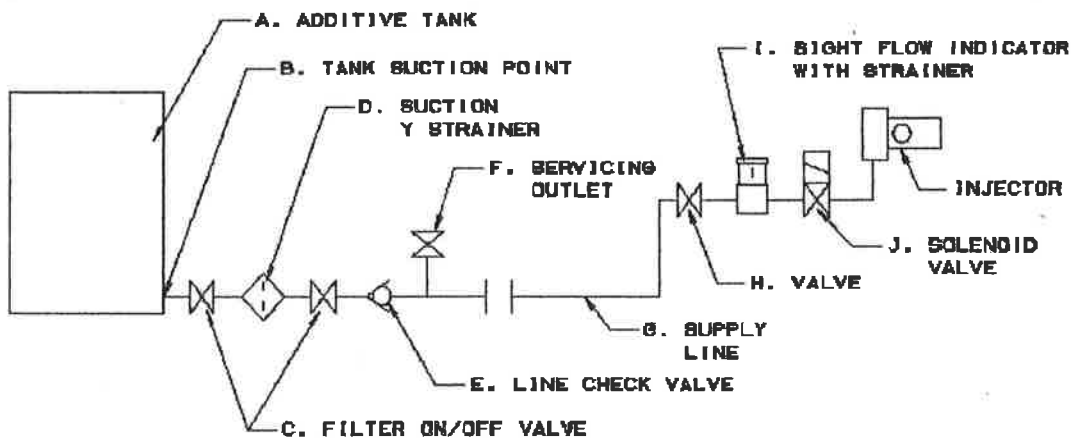 A. ADDITIVE TANK
B. TANK SUCTION POINT
D. SUCTION
Y STRAINER
F. SERVICING
OUTLET
I. SIGHT FLOW INDICATOR
WITH STRAINER
INJECTOR
J. SOLENOID
VALVE
H. VALVE
G. SUPPLY
LINE
E. LINE CHECK VALVE
C. FILTER ON/OFF VALVE